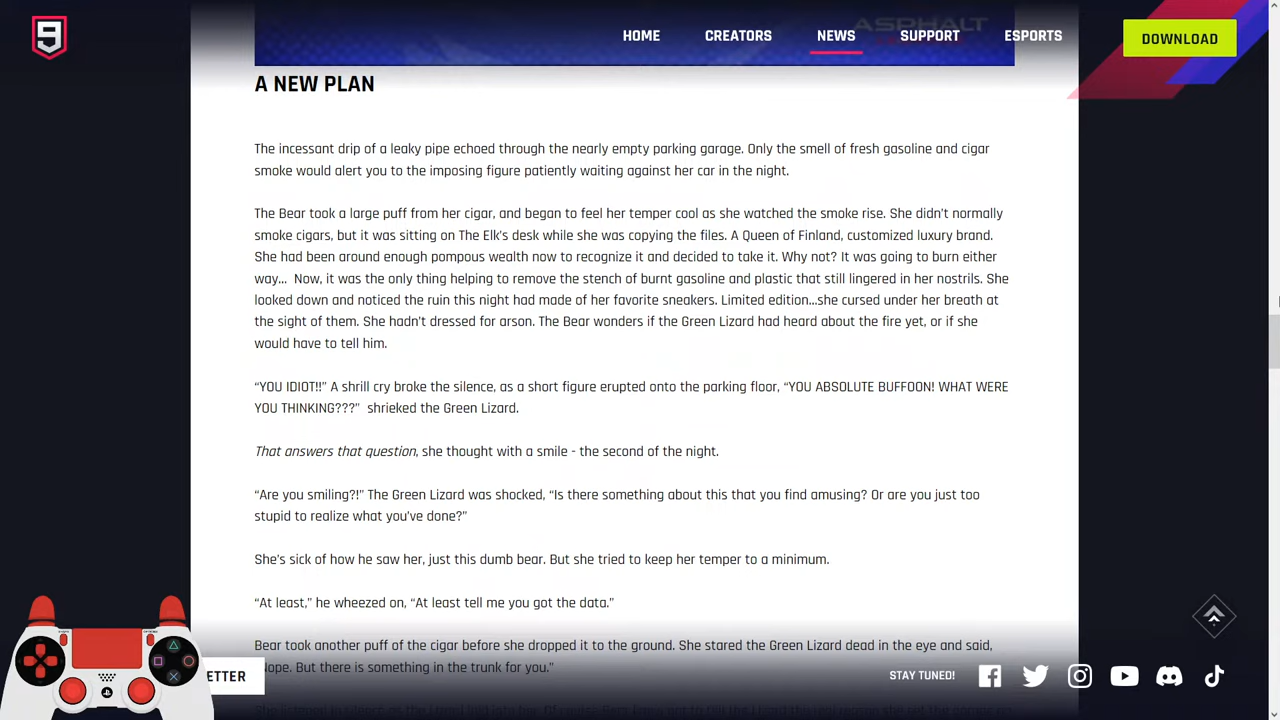 9
ASPHALT
HOME
CREATORS
NEWS
SUPPORT
ESPORTS
DOWNLOAD
A NEW PLAN
The incessant drip of a leaky pipe echoed through the nearly empty parking garage. Only the smell of fresh gasoline and cigar
smoke would alert you to the imposing figure patiently waiting against her car in the night.
The Bear took a large puff from her cigar, and began to feel her temper cool as she watched the smoke rise. She didn't normally
smoke cigars, but it was sitting on The Elk's desk while she was copying the files. A Queen of Finland, customized luxury brand.
She had been around enough pompous wealth now to recognize it and decided to take it. Why not? It was going to burn either
way... Now, it was the only thing helping to remove the stench of burnt gasoline and plastic that still lingered in her nostrils. She
looked down and noticed the ruin this night had made of her favorite sneakers. Limited edition...she cursed under her breath at
the sight of them. She hadn't dressed for arson. The Bear wonders if the Green Lizard had heard about the fire yet, or if she
would have to tell him.
“YOU IDIOT!!” A shrill cry broke the silence, as a short figure erupted onto the parking floor, “YOU ABSOLUTE BUFFOON! WHAT WERE
YOU THINKING???”  shrieked the Green Lizard.
That answers that question, she thought with a smile - the second of the night.
“Are you smiling?!” The Green Lizard was shocked, “Is there something about this that you find amusing? Or are you just too
stupid to realize what you've done?”
She's sick of how he saw her, just this dumb bear. But she tried to keep her temper to a minimum.
“At least,” he wheezed on, “At least tell me you got the data.”
Bear took another puff of the cigar before she dropped it to the ground. She stared the Green Lizard dead in the eye and said,
ope. But there is something in the trunk for you.”
ETTER
STAY TUNED!